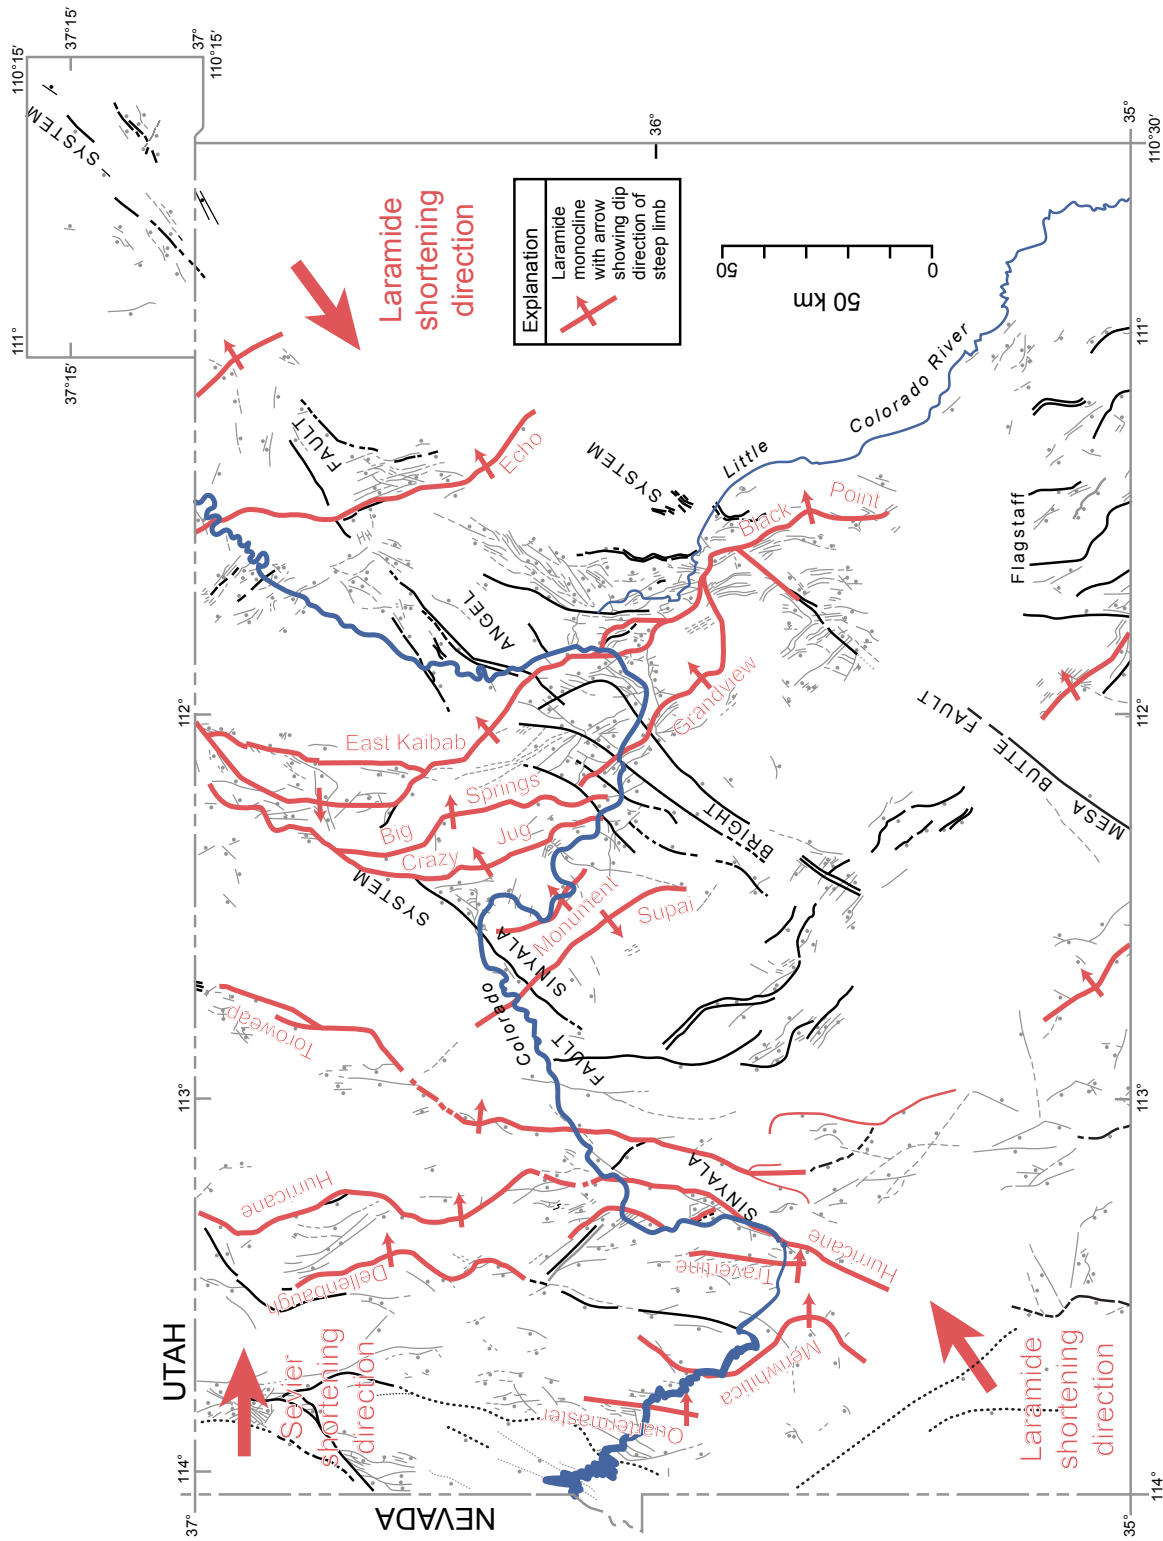 110°15′
37°15′
37°
110°15′
SYSTEM
111°
37°15′
Laramide
shortening
direction
36°
35°
110°30′
Explanation
Laramide
monocline
with arrow
showing dip
direction of
steep limb
50
0
50 km
111°
FAULT
Echo
SYSTEM
Little
Colorado River
Black
Point
Flagstaff
ANGEL
Grandview
112°
East Kaibab
Springs
Big
Jug
Crazy
BRIGHT
FAULT
BUTTE
MESA
112°
SYSTEM
Monument
Supai
SINYALA
Colorado
FAULT
Toroweap
113°
113°
SINYALA
Hurricane
Dellenbaugh
Travertine
Hurricane
Meriwhitica
Quartermaster
UTAH
Sevier
shortening
direction
Laramide
shortening
direction
114°
37°
NEVADA
114°
35°